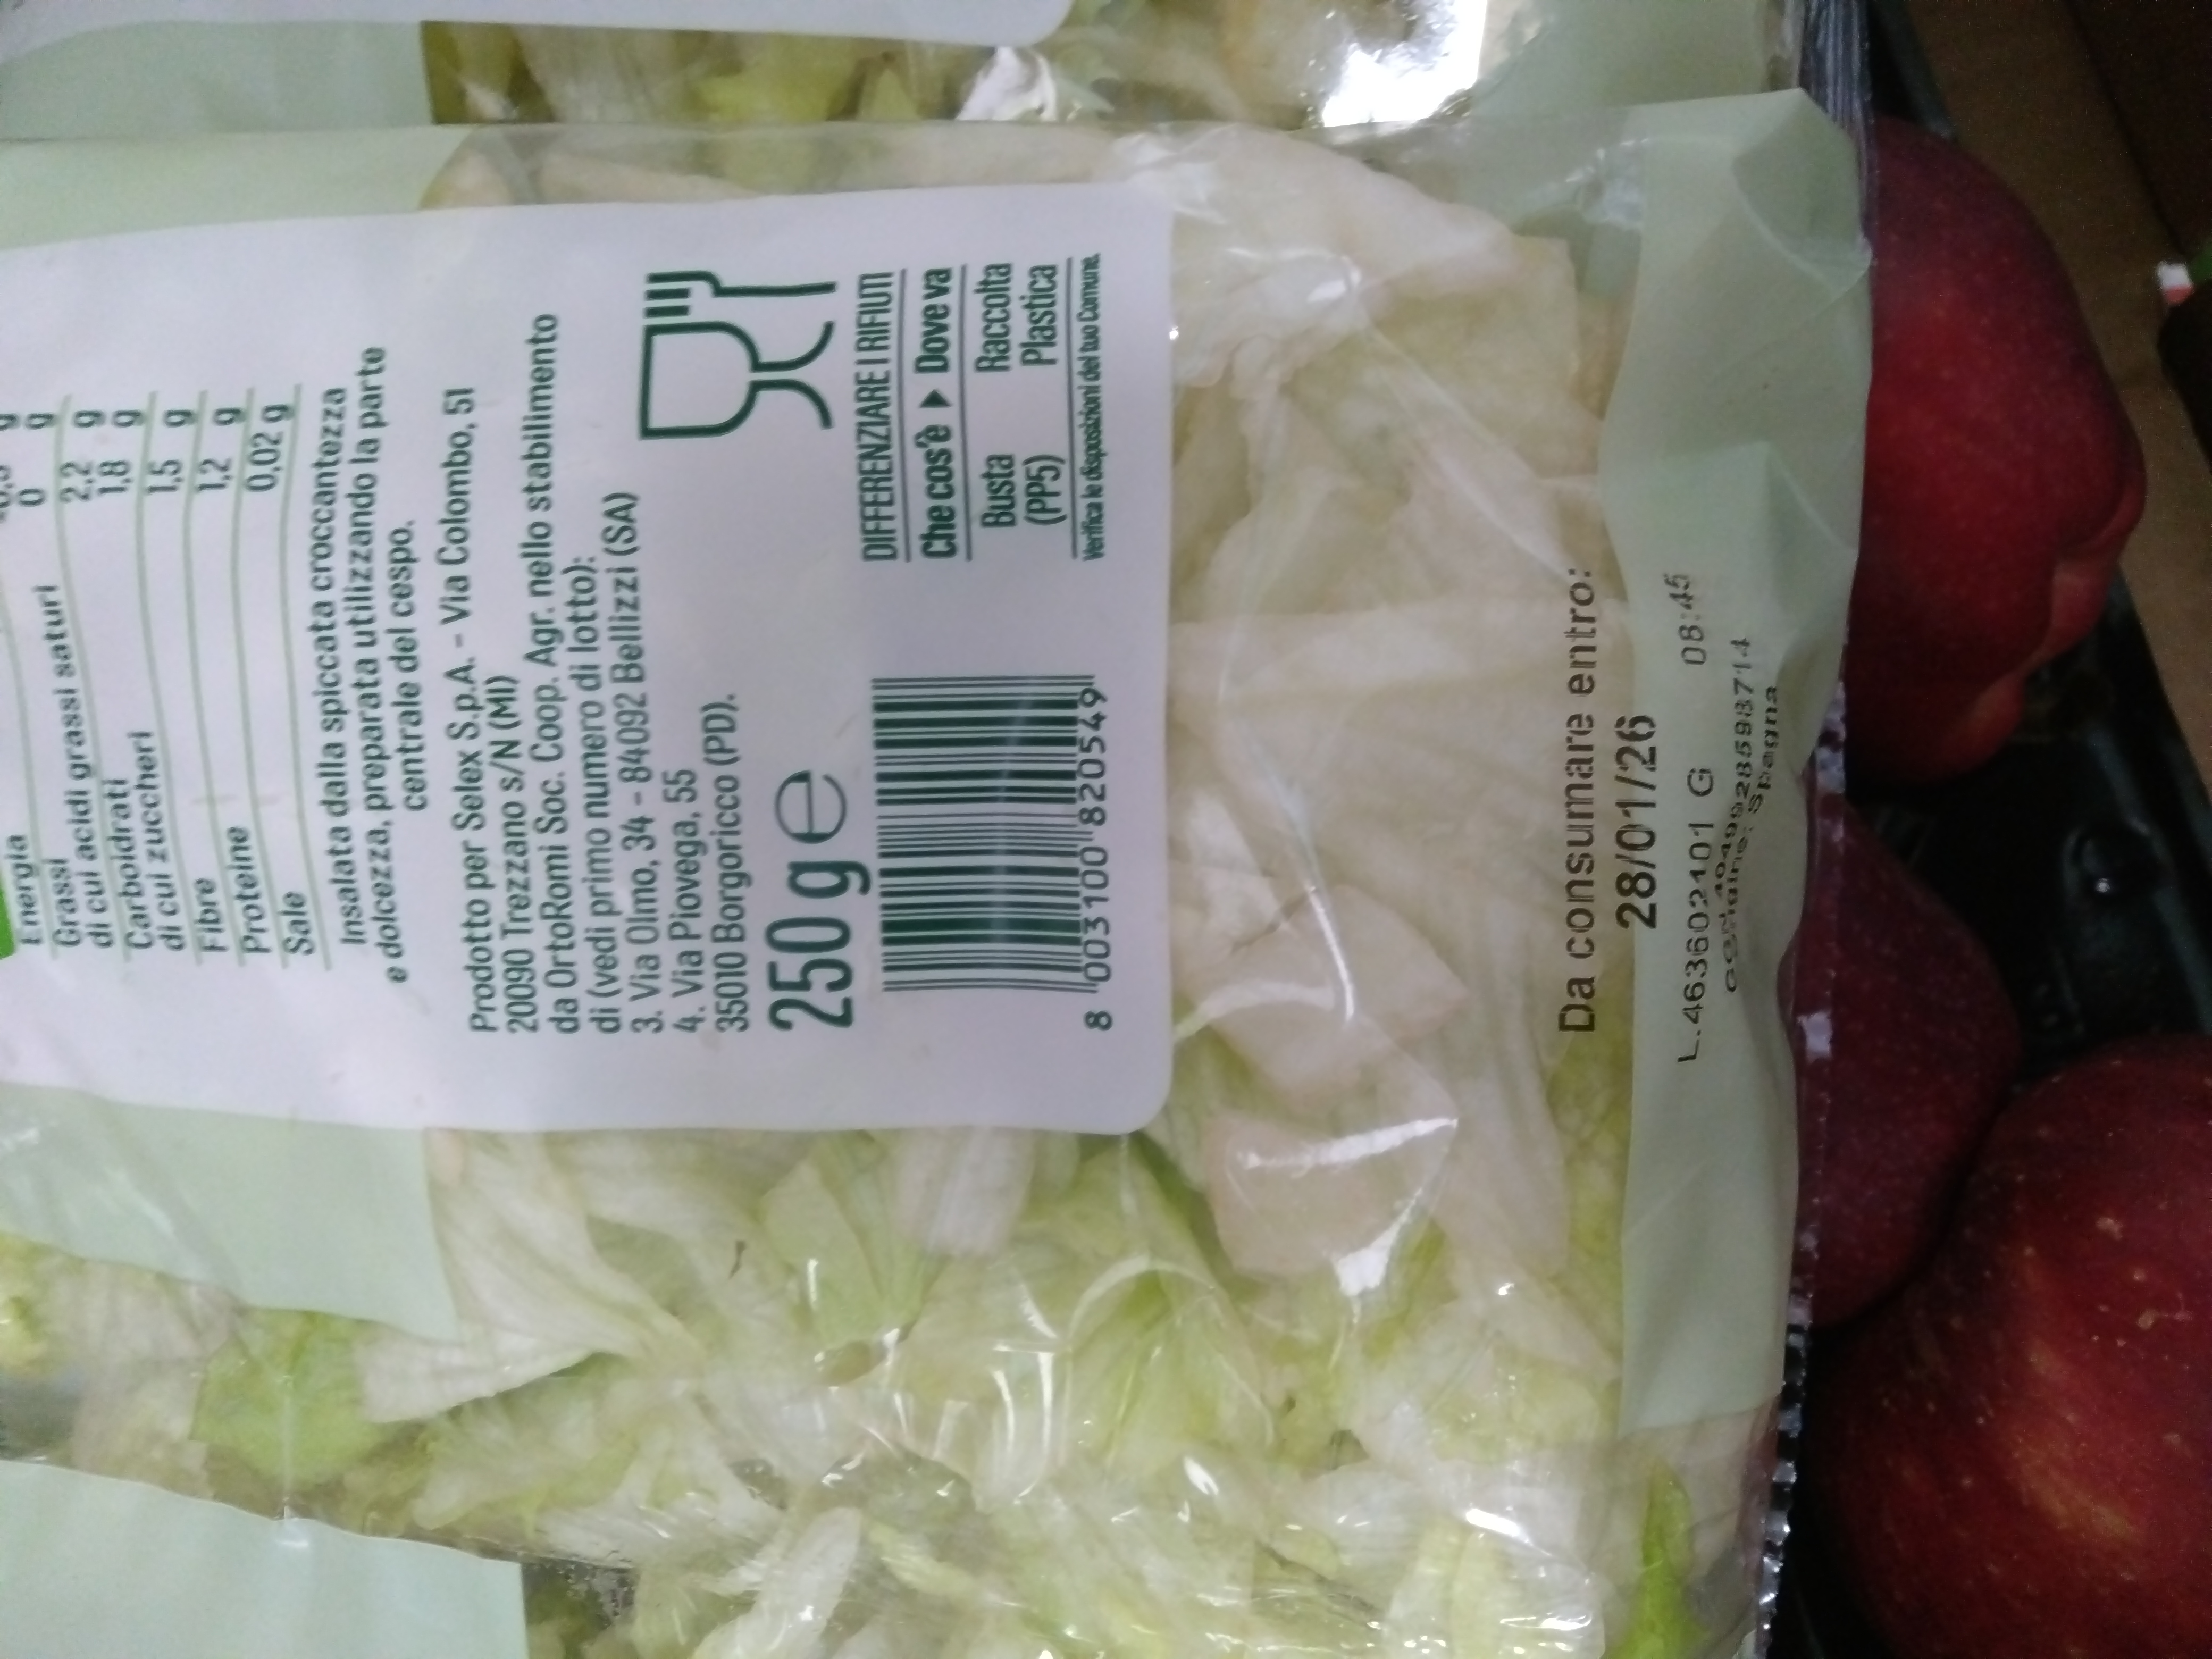 Energia
Grassi 0 g
di cui acidi grassi saturi 0 g
Carboidrati 2,2 g
di cui zuccheri 1,8 g
Fibre 1,5 g
Proteine 1,2 g
Sale 0,02 g
Insalata dalla spiccata croccantezza
e dolcezza, preparata utilizzando la parte
centrale del cespo.
Prodotto per Selex S.p.A. - Via Colombo, 51
20090 Trezzano s/N (MI)
da OrtoRomi Soc. Coop. Agr. nello stabilimento
di (vedi primo numero di lotto):
3. Via Olmo, 34 - 84092 Bellizzi (SA)
4. Via Piovega, 55
35010 Borgoricco (PD).
250 g e
8 003100 820549
DIFFERENZIARE I RIFIUTI
Che cos'è ▸ Dove va
Busta Raccolta
(PP5) Plastica
Verifica le disposizioni del tuo Comune.
Da consumare entro:
28/01/26
L.463602101 G 08:45
Spagna